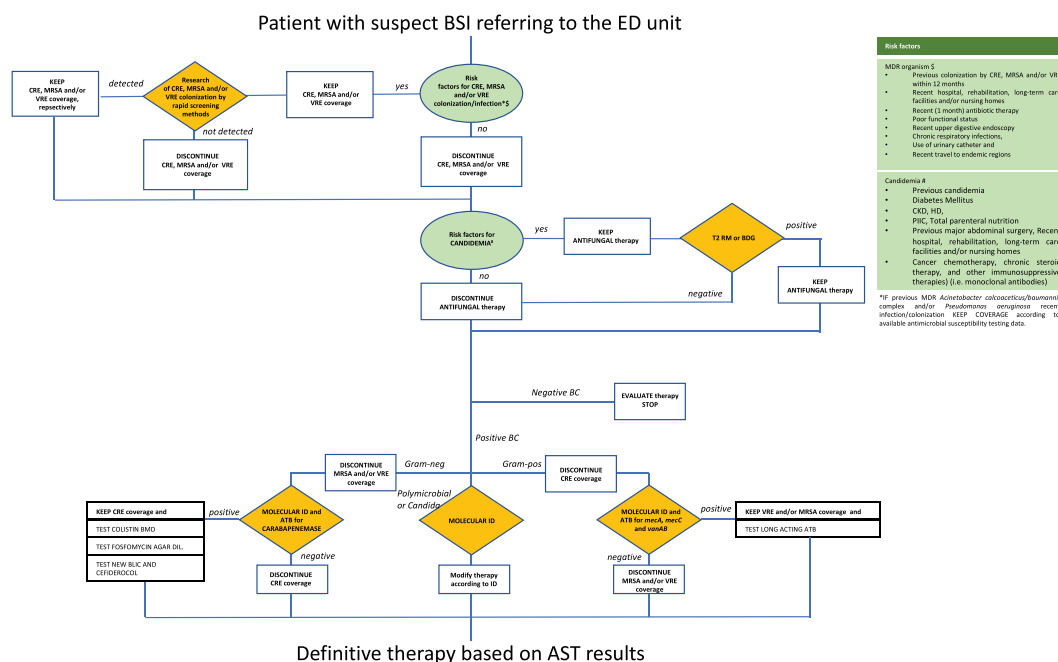 Patient with suspect BSI referring to the ED unit
KEEP
CRE, MRSA and/or
VRE coverage,
repsectively
detected
Research
of CRE, MRSA and/or
VRE colonization by
rapid screening
methods
KEEP
CRE, MRSA and/or
VRE coverage
yes
Risk
factors for CRE, MRSA
and/or VRE
colonization/infection*$
not detected
no
DISCONTINUE
CRE, MRSA and/or VRE
coverage
DISCONTINUE
CRE, MRSA and/or VRE
coverage
Risk factors for
CANDIDEMIA#
yes
KEEP
ANTIFUNGAL therapy
T2 RM or BDG
positive
no
KEEP
ANTIFUNGAL therapy
DISCONTINUE
ANTIFUNGAL therapy
negative
Negative BC
EVALUATE therapy
STOP
Positive BC
DISCONTINUE
MRSA and/or VRE
coverage
Gram-neg
Gram-pos
DISCONTINUE
CRE coverage
Polymicrobial
or Candida
KEEP CRE coverage and
TEST COLISTIN BMD
TEST FOSFOMYCIN AGAR DIL.
TEST NEW BLIC AND
CEFIDEROCOL
positive
MOLECULAR ID and
ATB for
CARABAPENEMASE
MOLECULAR ID
MOLECULAR ID and
ATB for mecA, mecC
and vanAB
positive
KEEP VRE and/or MRSA coverage and
TEST LONG ACTING ATB
negative
negative
DISCONTINUE
CRE coverage
Modify therapy
according to ID
DISCONTINUE
MRSA and/or VRE
coverage
Definitive therapy based on AST results
Risk factors
MDR organism $
• Previous colonization by CRE, MRSA and/or VR
within 12 months
• Recent hospital, rehabilitation, long-term car
facilities and/or nursing homes
• Recent (1 month) antibiotic therapy
• Poor functional status
• Recent upper digestive endoscopy
• Chronic respiratory infections,
• Use of urinary catheter and
• Recent travel to endemic regions
Candidemia #
• Previous candidemia
• Diabetes Mellitus
• CKD, HD,
• PIIC, Total parenteral nutrition
• Previous major abdominal surgery, Recen
hospital, rehabilitation, long-term care
facilities and/or nursing homes
• Cancer chemotherapy, chronic steroid
therapy, and other immunosuppressive
therapies) (i.e. monoclonal antibodies)
*IF previous MDR Acinetobacter calcoaceticus/baumannii
complex and/or Pseudomonas aeruginosa recent
infection/colonization KEEP COVERAGE according to
available antimicrobial susceptibility testing data.